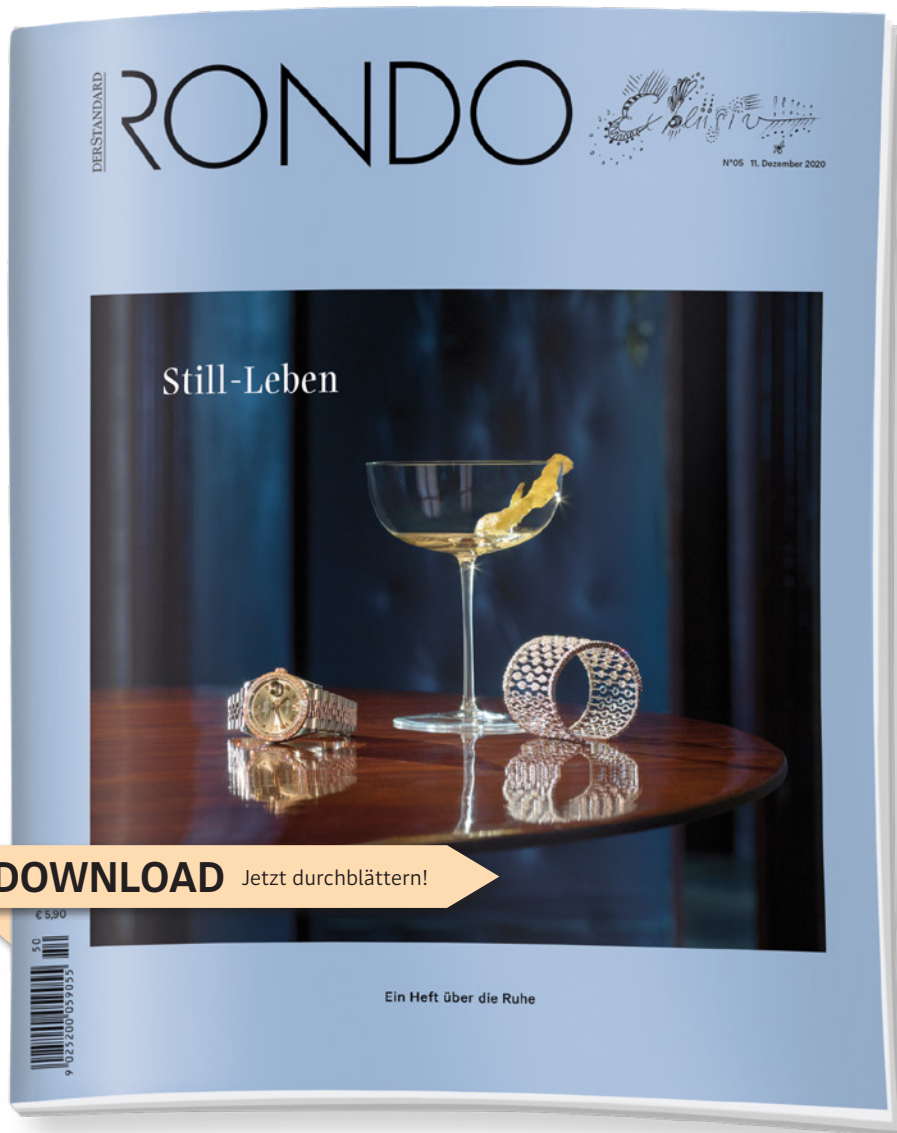 DERSTANDARD
RONDO
Exklusiv
N°05 11. Dezember 2020
Still-Leben
DOWNLOAD Jetzt durchblättern!
€ 5,90
50
9 025200 059055
Ein Heft über die Ruhe